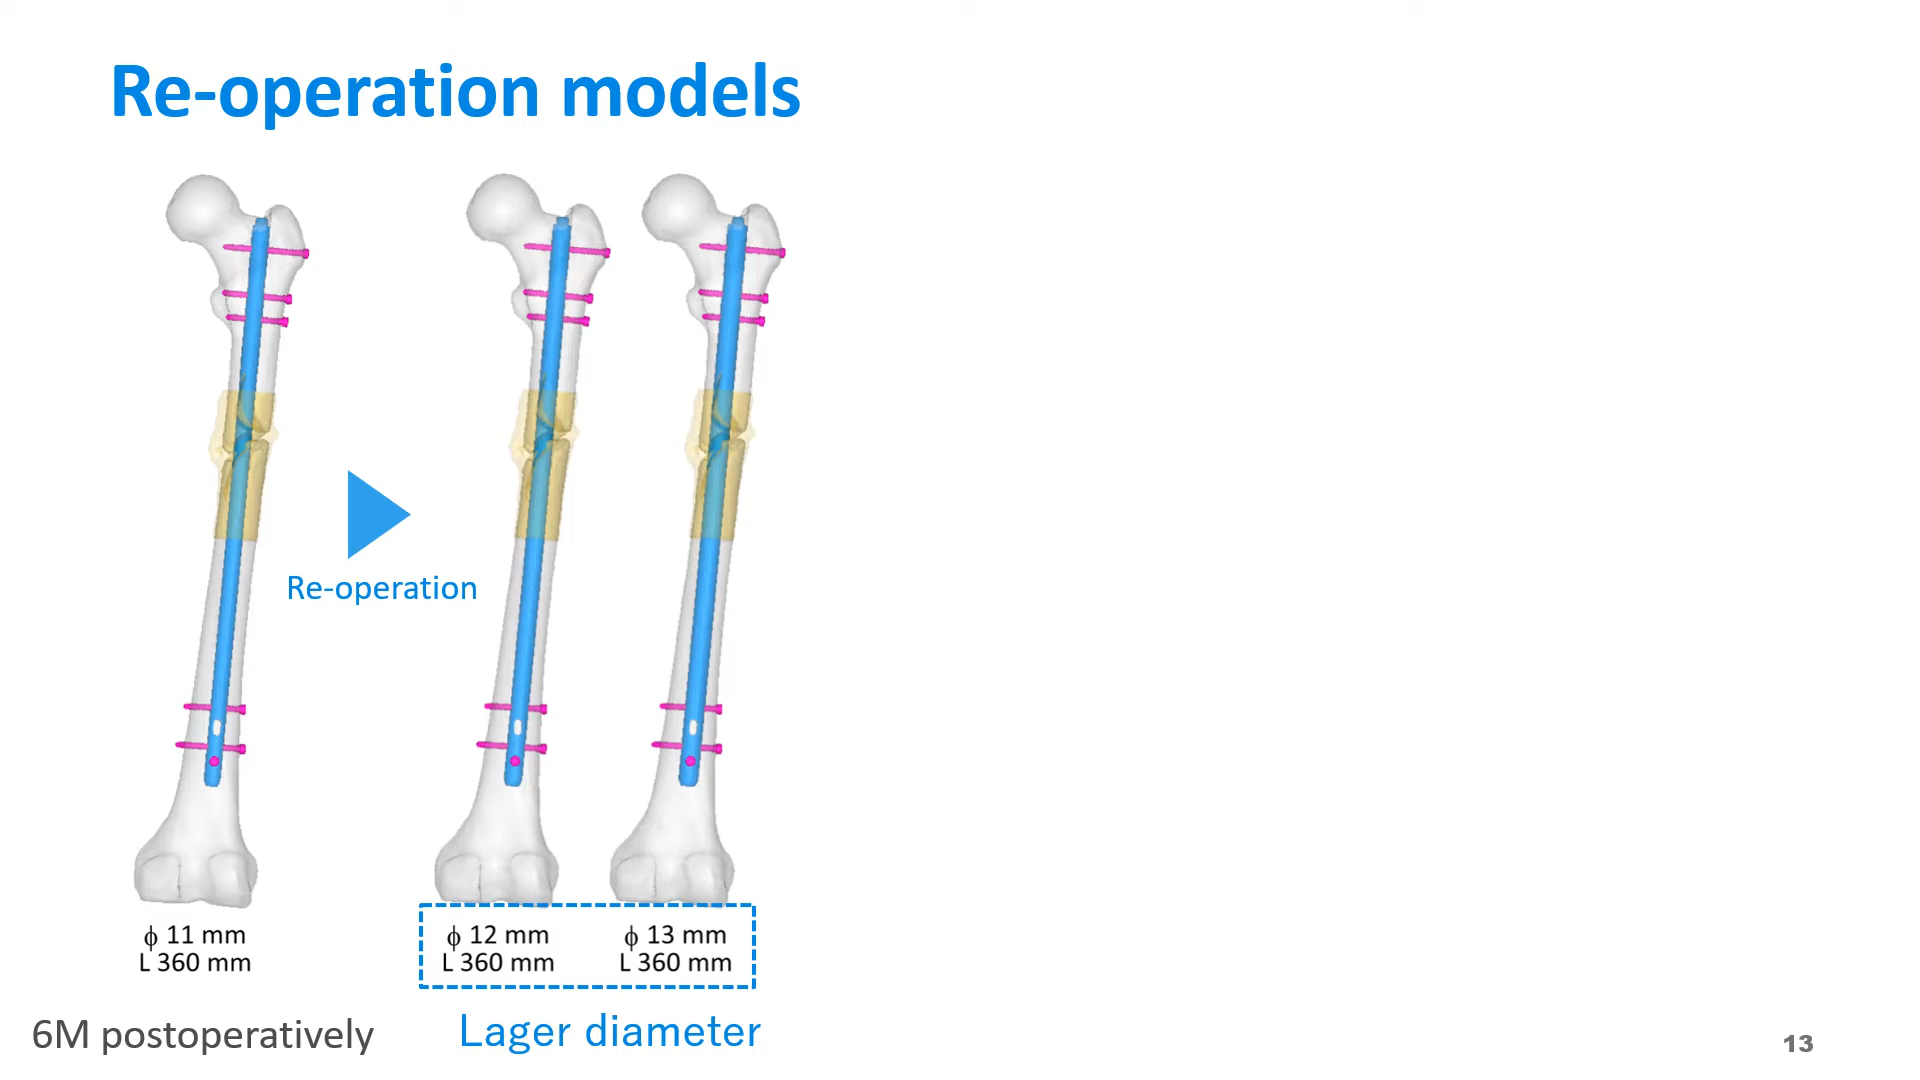 Re-operation models
Re-operation
ϕ 11 mm
L 360 mm
ϕ 12 mm
L 360 mm
ϕ 13 mm
L 360 mm
6M postoperatively
Lager diameter
13